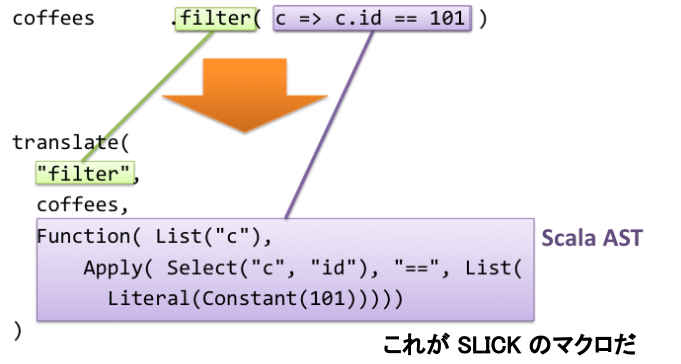 coffees .filter( c => c.id == 101 )
translate(
"filter",
coffees,
Function( List("c"),
Apply( Select("c", "id"), "==", List(
Literal(Constant(101)))))
)
Scala AST
これが SLICK のマクロだ